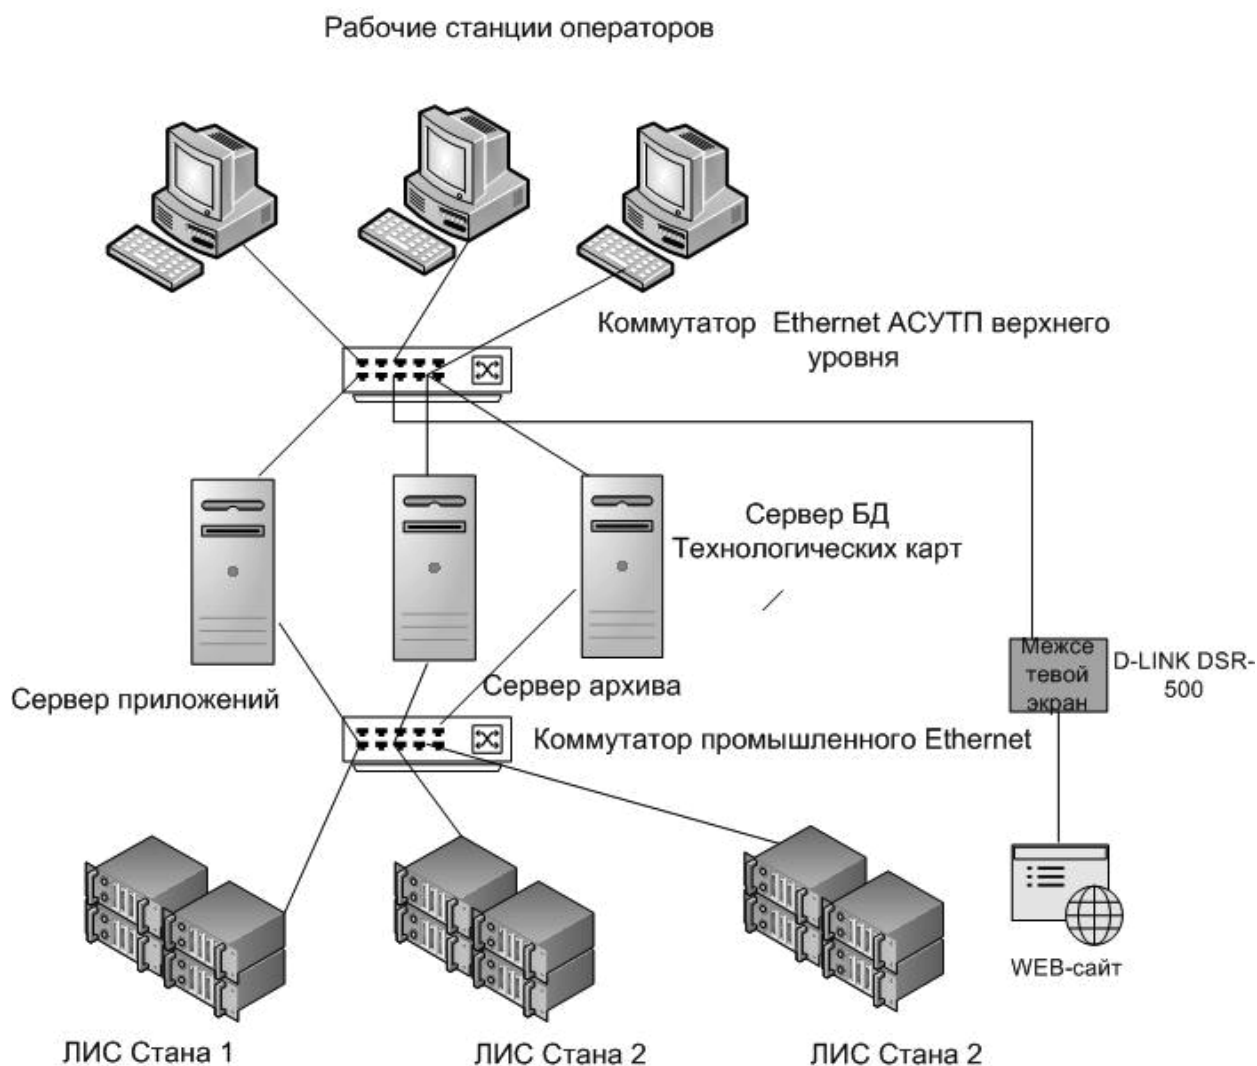 Рабочие станции операторов
Коммутатор Ethernet АСУТП верхнего
уровня
Сервер БД
Технологических карт
Межсе
тевой
экран
D-LINK DSR-
500
Сервер приложений
Сервер архива
Коммутатор промышленного Ethernet
WEB-сайт
ЛИС Стана 1
ЛИС Стана 2
ЛИС Стана 2